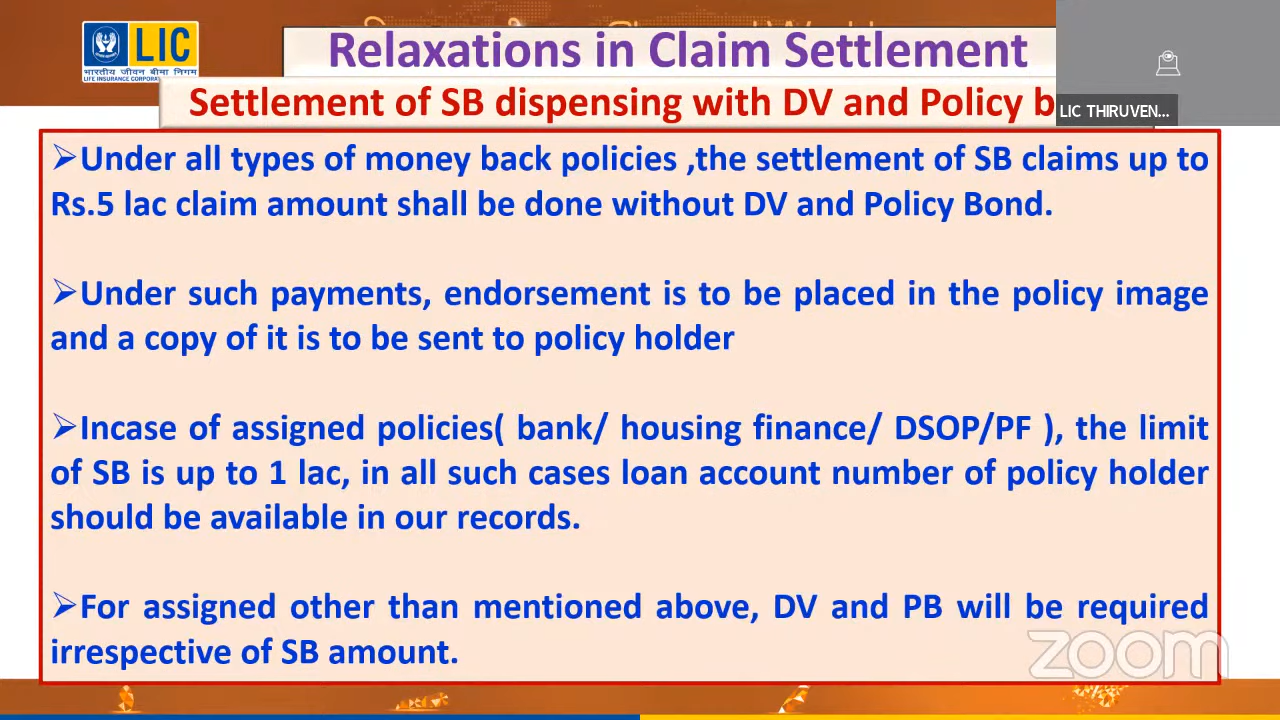 LIC
भारतीय जीवन बीमा निगम
LIFE INSURANCE CORPORATION
Relaxations in Claim Settlement
Settlement of SB dispensing with DV and Policy b
LIC THIRUVEN...
➢Under all types of money back policies ,the settlement of SB claims up to
Rs.5 lac claim amount shall be done without DV and Policy Bond.
➢Under such payments, endorsement is to be placed in the policy image
and a copy of it is to be sent to policy holder
➢Incase of assigned policies( bank/ housing finance/ DSOP/PF ), the limit
of SB is up to 1 lac, in all such cases loan account number of policy holder
should be available in our records.
➢For assigned other than mentioned above, DV and PB will be required
irrespective of SB amount.
zoom